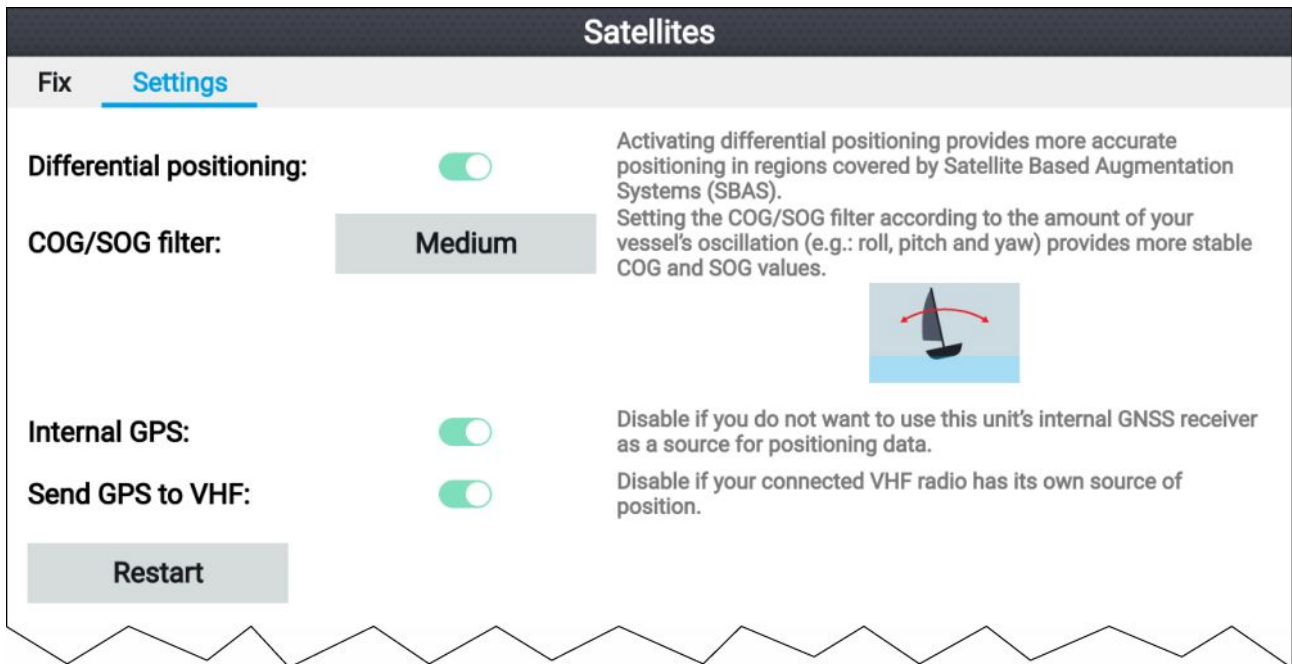 Satellites
Fix
Settings
Differential positioning:
Activating differential positioning provides more accurate
positioning in regions covered by Satellite Based Augmentation
Systems (SBAS).
COG/SOG filter:
Medium
Setting the COG/SOG filter according to the amount of your
vessel's oscillation (e.g.: roll, pitch and yaw) provides more stable
COG and SOG values.
Internal GPS:
Disable if you do not want to use this unit's internal GNSS receiver
as a source for positioning data.
Send GPS to VHF:
Disable if your connected VHF radio has its own source of
position.
Restart